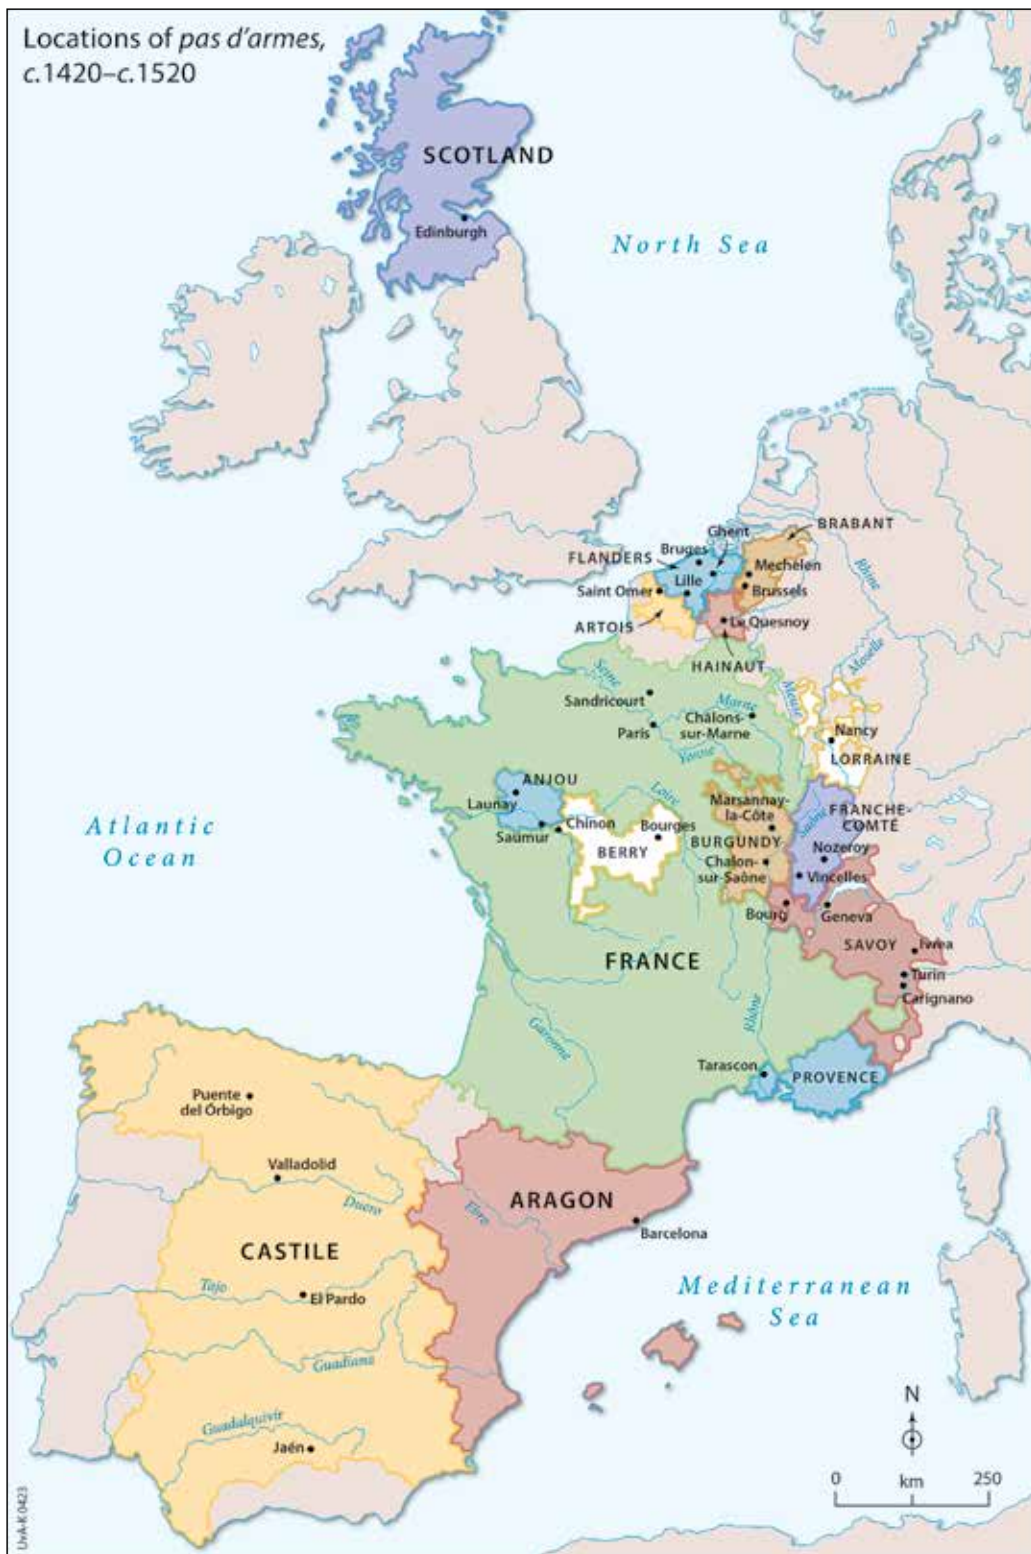 Locations of pas d'armes,
c.1420–c.1520
SCOTLAND
Edinburgh
North Sea
BRABANT
Ghent
Bruges
FLANDERS
Mechelen
Lille
Saint Omer
Brussels
ARTOIS
Le Quesnoy
HAINAUT
Rhine
Moselle
Meuse
Seine
Sandricourt
Marne
Châlons-
sur-Marne
Paris
Yonne
Nancy
LORRAINE
ANJOU
Launay
Loire
Marsannay-
la-Côte
FRANCHE-
COMTÉ
Saône
Chinon
Saumur
Bourges
BERRY
BURGUNDY
Nozeroy
Chalon-
sur-Saône
Vincelles
Bourg
Geneva
Atlantic
Ocean
SAVOY
Ivrea
FRANCE
Turin
Carignano
Rhône
Garonna
Tarascon
PROVENCE
Puente
del Órbigo
Valladolid
Duero
ARAGON
Ebro
Barcelona
CASTILE
Tajo
El Pardo
Mediterranean
Sea
Guadiana
Guadalquivir
Jaén
N
0 km 250
UvA-K 0423